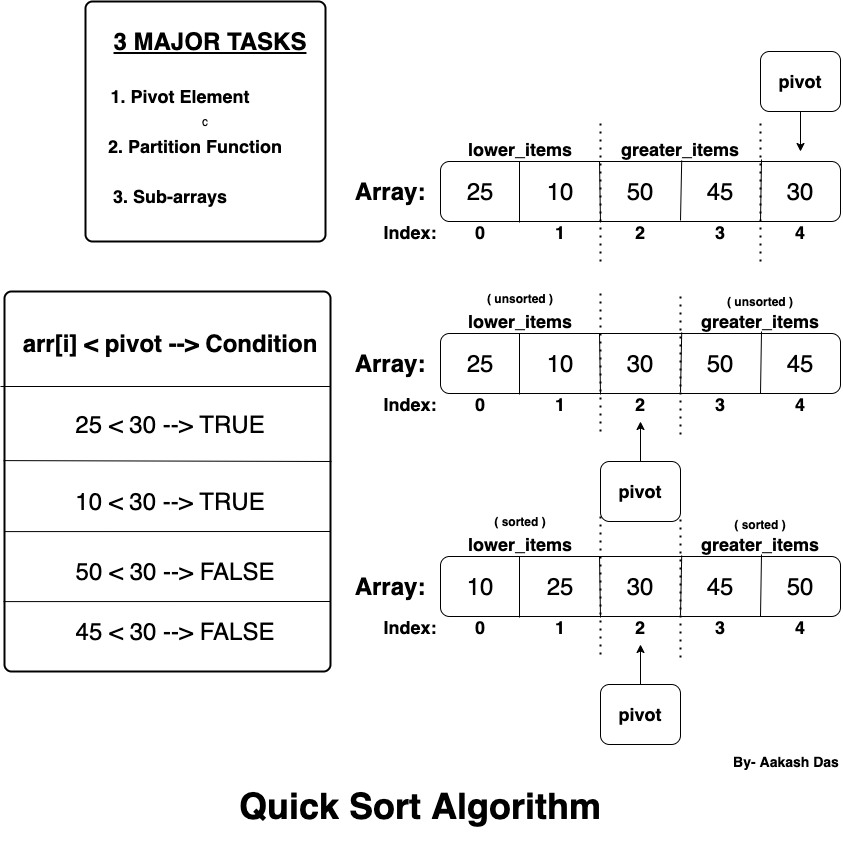 3 MAJOR TASKS
1. Pivot Element
c
2. Partition Function
3. Sub-arrays
pivot
lower_items greater_items
Array: 25 10 50 45 30
Index: 0 1 2 3 4
arr[i] < pivot --> Condition
25 < 30 --> TRUE
10 < 30 --> TRUE
50 < 30 --> FALSE
45 < 30 --> FALSE
( unsorted ) ( unsorted )
lower_items greater_items
Array: 25 10 30 50 45
Index: 0 1 2 3 4
pivot
( sorted ) ( sorted )
lower_items greater_items
Array: 10 25 30 45 50
Index: 0 1 2 3 4
pivot
By- Aakash Das
Quick Sort Algorithm